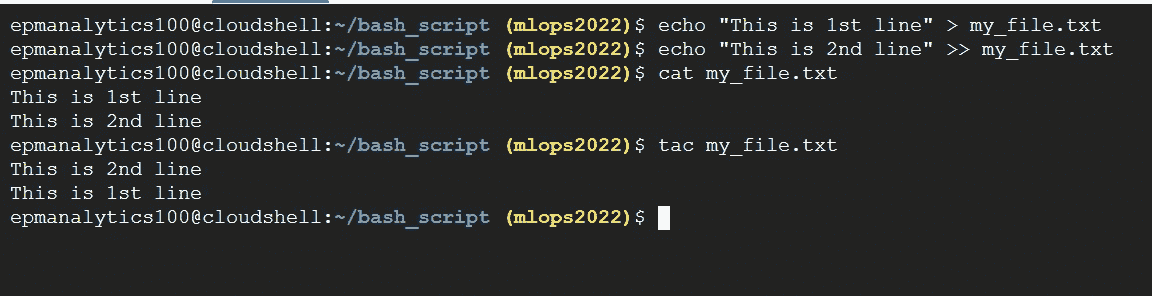 epmanalytics100@cloudshell:~/bash_script (mlops2022)$ echo "This is 1st line" > my_file.txt
epmanalytics100@cloudshell:~/bash_script (mlops2022)$ echo "This is 2nd line" >> my_file.txt
epmanalytics100@cloudshell:~/bash_script (mlops2022)$ cat my_file.txt
This is 1st line
This is 2nd line
epmanalytics100@cloudshell:~/bash_script (mlops2022)$ tac my_file.txt
This is 2nd line
This is 1st line
epmanalytics100@cloudshell:~/bash_script (mlops2022)$